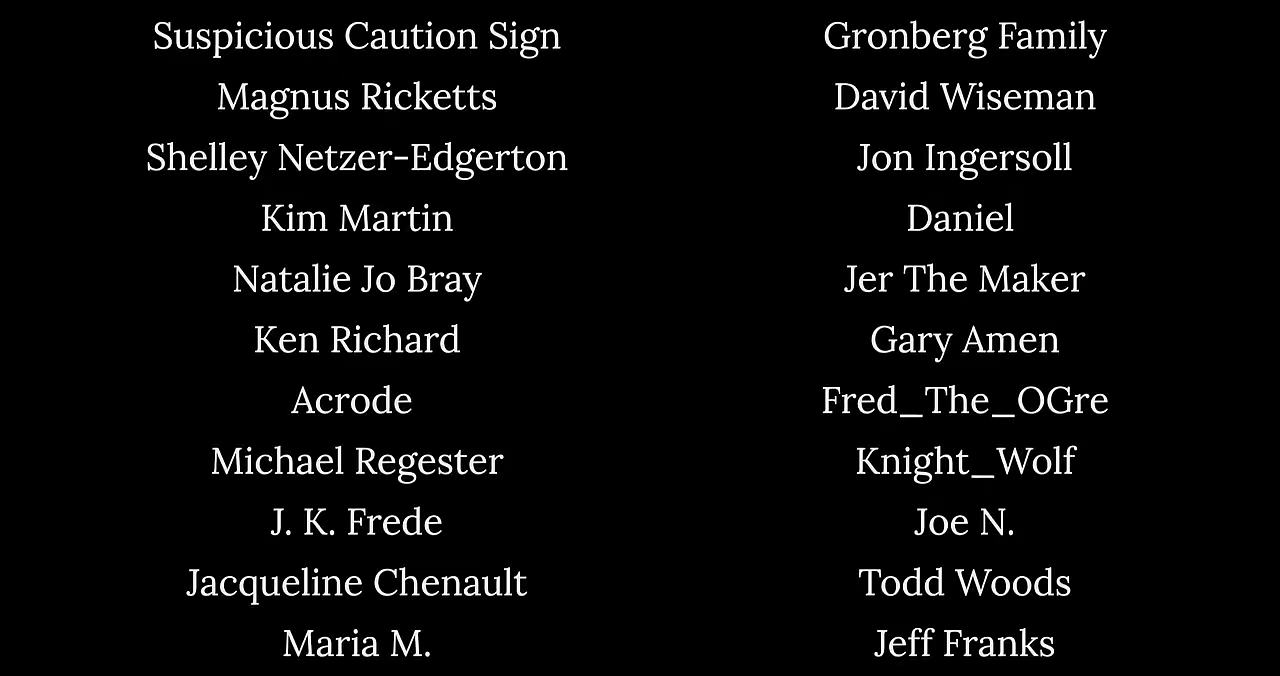 Suspicious Caution Sign
Magnus Ricketts
Shelley Netzer-Edgerton
Kim Martin
Natalie Jo Bray
Ken Richard
Acrode
Michael Regester
J. K. Frede
Jacqueline Chenault
Maria M.
Gronberg Family
David Wiseman
Jon Ingersoll
Daniel
Jer The Maker
Gary Amen
Fred_The_OGre
Knight_Wolf
Joe N.
Todd Woods
Jeff Franks